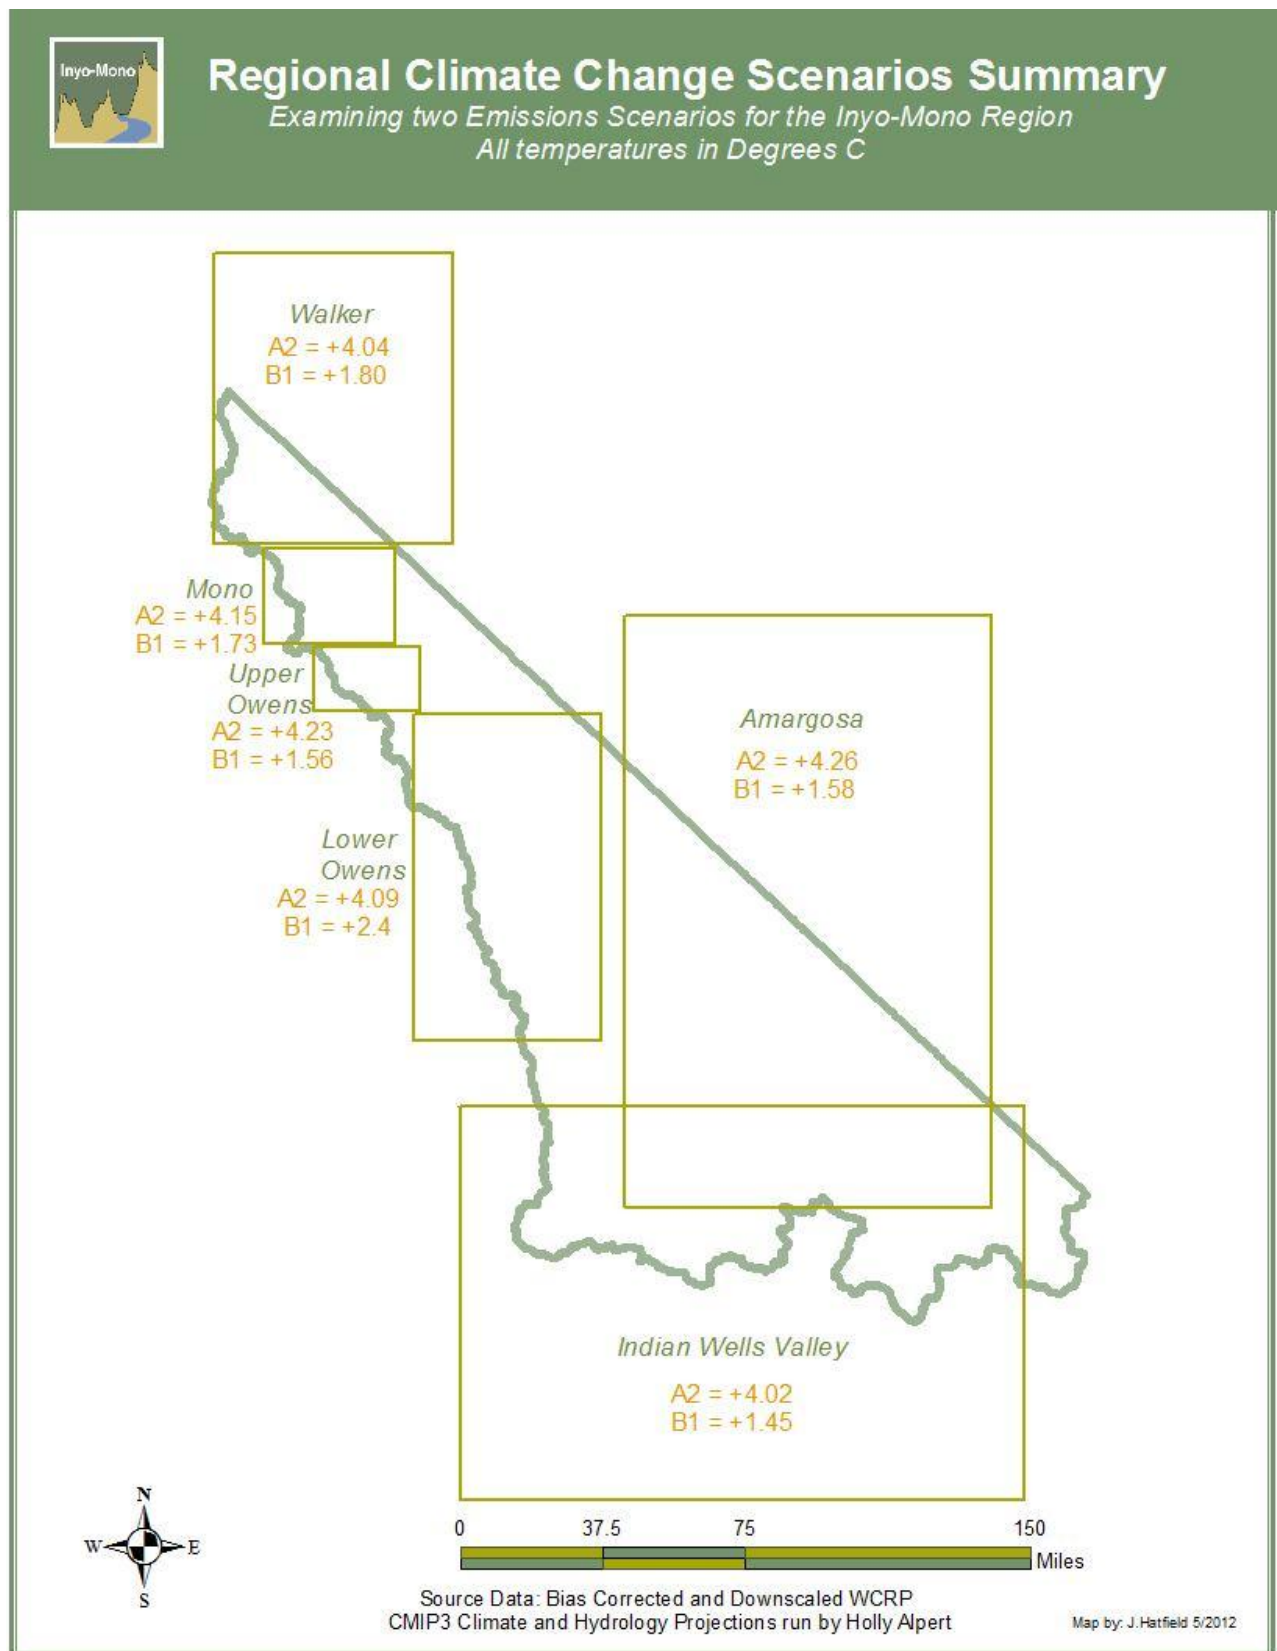 Inyo-Mono
Regional Climate Change Scenarios Summary
Examining two Emissions Scenarios for the Inyo-Mono Region
All temperatures in Degrees C
Walker
A2 = +4.04
B1 = +1.80
Mono
A2 = +4.15
B1 = +1.73
Upper
Owens
A2 = +4.23
B1 = +1.56
Amargosa
A2 = +4.26
B1 = +1.58
Lower
Owens
A2 = +4.09
B1 = +2.4
Indian Wells Valley
A2 = +4.02
B1 = +1.45
N
W E
S
0 37.5 75 150
Miles
Source Data: Bias Corrected and Downscaled WCRP
CMIP3 Climate and Hydrology Projections run by Holly Alpert
Map by: J.Hatfield 5/2012